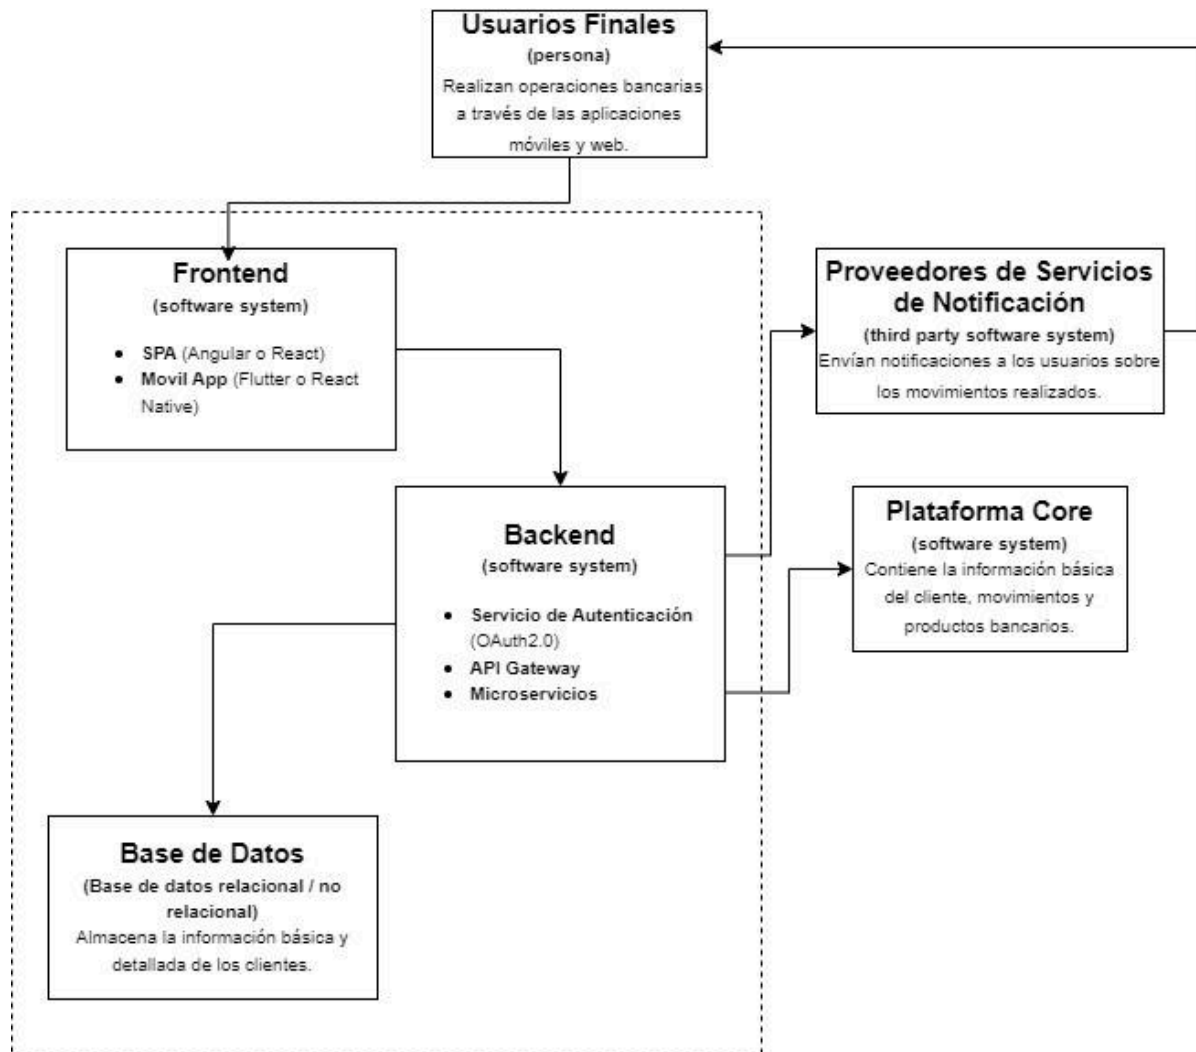 Usuarios Finales
(persona)
Realizan operaciones bancarias
a través de las aplicaciones
móviles y web.
Frontend
(software system)
• SPA (Angular o React)
• Movil App (Flutter o React
Native)
Proveedores de Servicios
de Notificación
(third party software system)
Envían notificaciones a los usuarios sobre
los movimientos realizados.
Backend
(software system)
• Servicio de Autenticación
(OAuth2.0)
• API Gateway
• Microservicios
Plataforma Core
(software system)
Contiene la información básica
del cliente, movimientos y
productos bancarios.
Base de Datos
(Base de datos relacional / no
relacional)
Almacena la información básica y
detallada de los clientes.